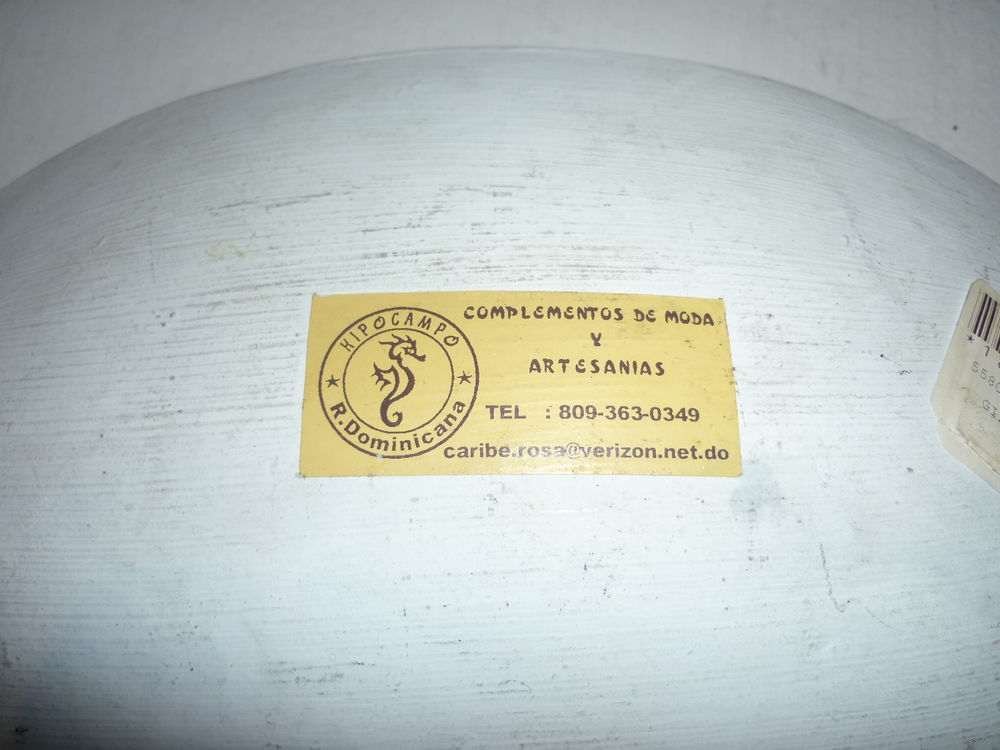 HIPOCAMPO
R.Dominicana
COMPLEMENTOS DE MODA
Y
ARTESANIAS
TEL : 809-363-0349
caribe.rosa@verizon.net.do